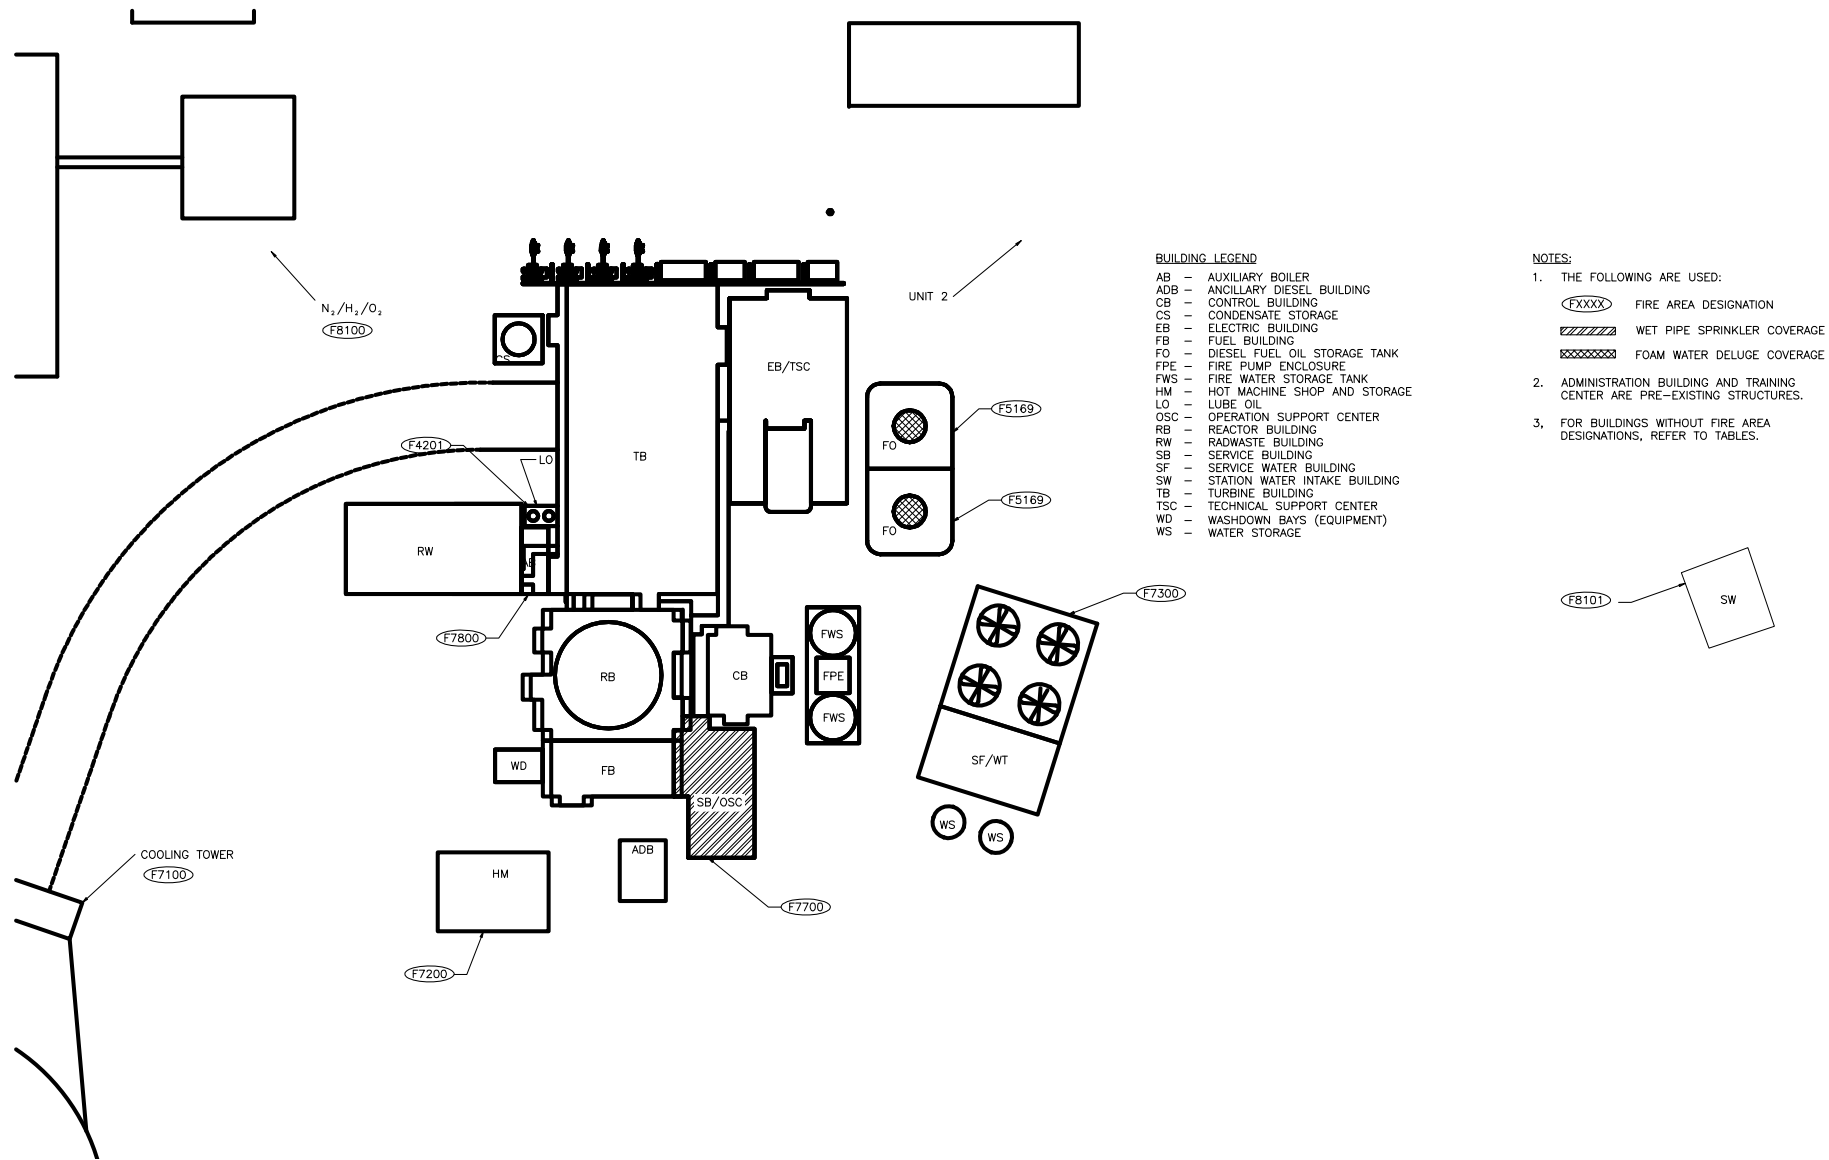 N₂/H₂/O₂
F8100
UNIT 2
CS
EB/TSC
F5169
FO
F4201
LO
TB
F5169
FO
RW
AB
F7800
RB
CB
FWS
FPE
FWS
F7300
SF/WT
WS
WS
WD
FB
SB/OSC
ADB
HM
F7700
F7200
COOLING TOWER
F7100
BUILDING LEGEND
AB – AUXILIARY BOILER
ADB – ANCILLARY DIESEL BUILDING
CB – CONTROL BUILDING
CS – CONDENSATE STORAGE
EB – ELECTRIC BUILDING
FB – FUEL BUILDING
FO – DIESEL FUEL OIL STORAGE TANK
FPE – FIRE PUMP ENCLOSURE
FWS – FIRE WATER STORAGE TANK
HM – HOT MACHINE SHOP AND STORAGE
LO – LUBE OIL
OSC – OPERATION SUPPORT CENTER
RB – REACTOR BUILDING
RW – RADWASTE BUILDING
SB – SERVICE BUILDING
SF – SERVICE WATER BUILDING
SW – STATION WATER INTAKE BUILDING
TB – TURBINE BUILDING
TSC – TECHNICAL SUPPORT CENTER
WD – WASHDOWN BAYS (EQUIPMENT)
WS – WATER STORAGE
NOTES:
1. THE FOLLOWING ARE USED:
FXXXX FIRE AREA DESIGNATION
WET PIPE SPRINKLER COVERAGE
FOAM WATER DELUGE COVERAGE
2. ADMINISTRATION BUILDING AND TRAINING
CENTER ARE PRE–EXISTING STRUCTURES.
3, FOR BUILDINGS WITHOUT FIRE AREA
DESIGNATIONS, REFER TO TABLES.
F8101
SW